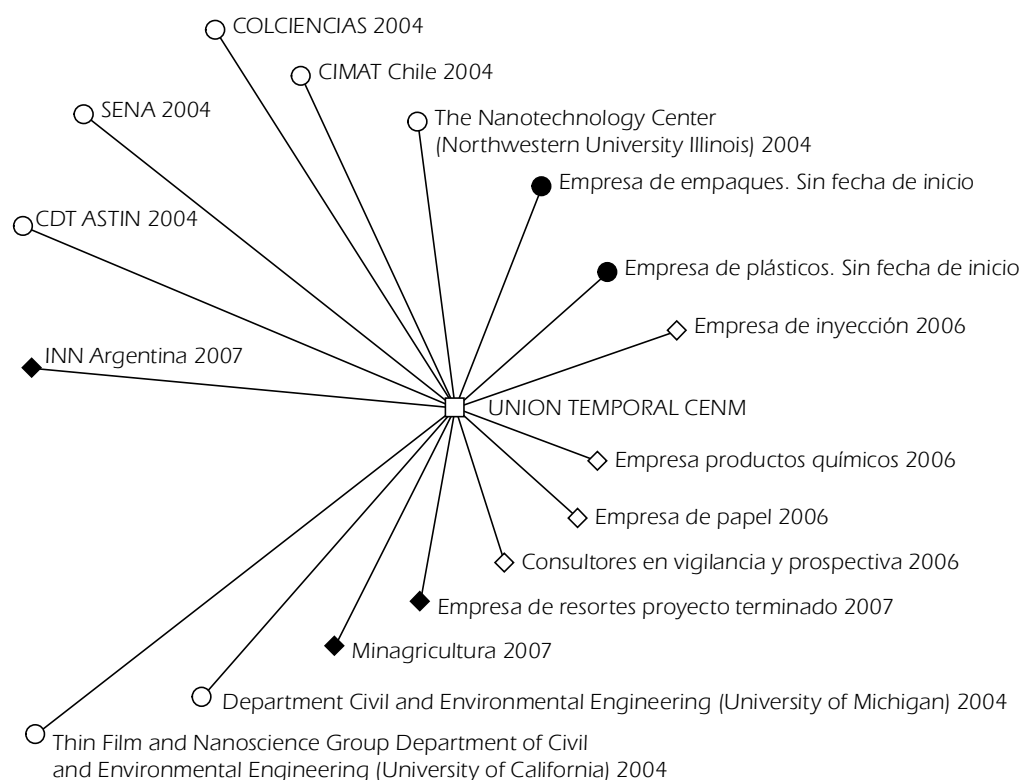 COLCIENCIAS 2004
CIMAT Chile 2004
SENA 2004
The Nanotechnology Center
(Northwestern University Illinois) 2004
Empresa de empaques. Sin fecha de inicio
CDT ASTIN 2004
Empresa de plásticos. Sin fecha de inicio
Empresa de inyección 2006
INN Argentina 2007
UNION TEMPORAL CENM
Empresa productos químicos 2006
Empresa de papel 2006
Consultores en vigilancia y prospectiva 2006
Empresa de resortes proyecto terminado 2007
Minagricultura 2007
Department Civil and Environmental Engineering (University of Michigan) 2004
Thin Film and Nanoscience Group Department of Civil
and Environmental Engineering (University of California) 2004